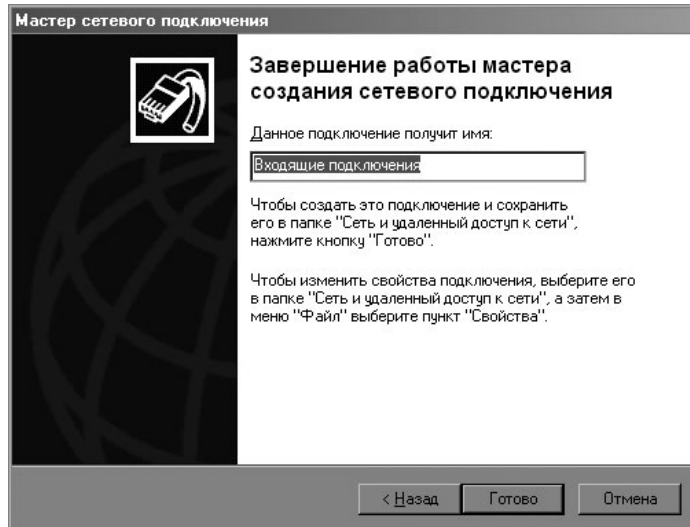 Мастер сетевого подключения
Завершение работы мастера
создания сетевого подключения
Данное подключение получит имя:
Входящие подключения
Чтобы создать это подключение и сохранить
его в папке "Сеть и удаленный доступ к сети",
нажмите кнопку "Готово".
Чтобы изменить свойства подключения, выберите его
в папке "Сеть и удаленный доступ к сети", а затем в
меню "Файл" выберите пункт "Свойства".
< Назад Готово Отмена